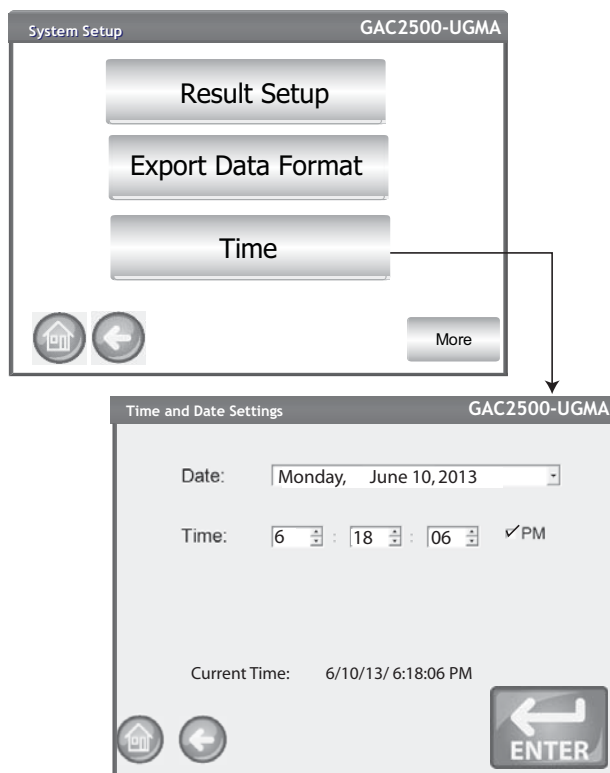 System Setup GAC2500-UGMA
Result Setup
Export Data Format
Time
More
Time and Date Settings GAC2500-UGMA
Date: Monday, June 10, 2013
Time: 6 : 18 : 06 PM
Current Time: 6/10/13/ 6:18:06 PM
ENTER